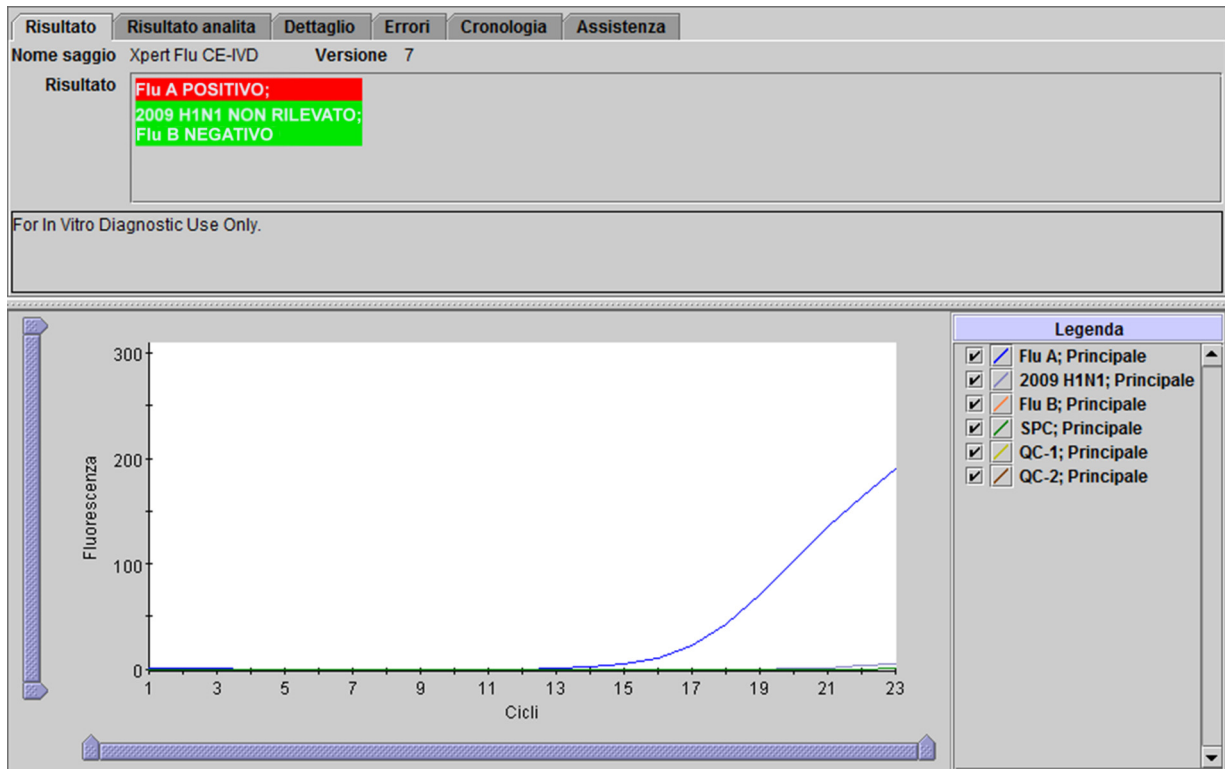 Risultato Risultato analita Dettaglio Errori Cronologia Assistenza
Nome saggio Xpert Flu CE-IVD Versione 7
Risultato
Flu A POSITIVO;
2009 H1N1 NON RILEVATO;
Flu B NEGATIVO
For In Vitro Diagnostic Use Only.
300
200
100
0
Fluorescenza
1 3 5 7 9 11 13 15 17 19 21 23
Cicli
Legenda
Flu A; Principale
2009 H1N1; Principale
Flu B; Principale
SPC; Principale
QC-1; Principale
QC-2; Principale